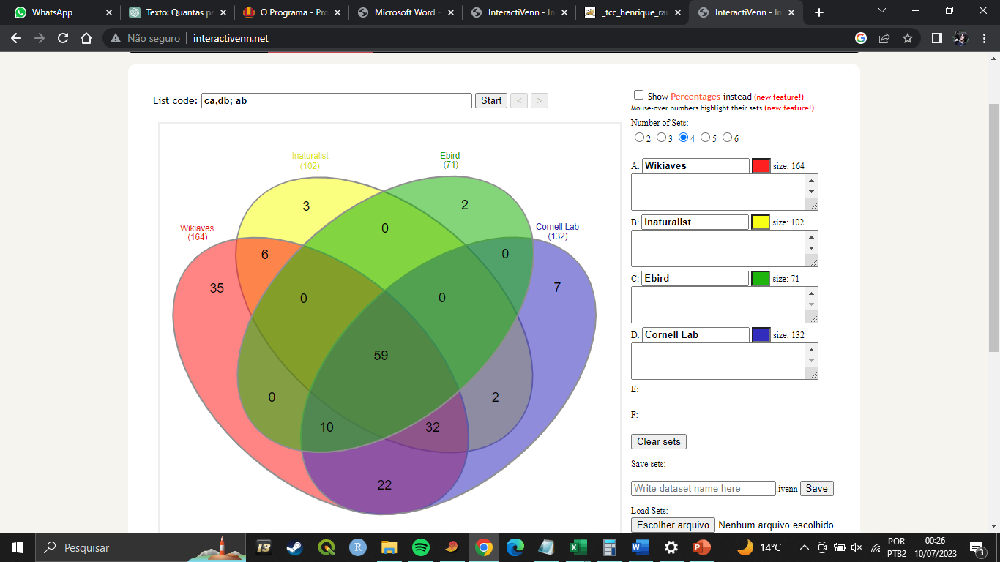 WhatsApp
Texto: Quantas pa
O Programa - Pro
Microsoft Word -
InteractiVenn - In
_tcc_henrique_rau
InteractiVenn - In
Não seguro
interactivenn.net
List code: ca,db; ab Start < >
Show Percentages instead (new feature!)
Mouse-over numbers highlight their sets (new feature!)
Number of Sets:
2 3 4 5 6
A: Wikiaves size: 164
B: Inaturalist size: 102
C: Ebird size: 71
D: Cornell Lab size: 132
E:
F:
Clear sets
Save sets:
Write dataset name here .ivenn Save
Load Sets:
Escolher arquivo Nenhum arquivo escolhido
Inaturalist
(102)
Ebird
(71)
Wikiaves
(164)
Cornell Lab
(132)
3
2
0
6
0
35
7
0
0
59
0
2
10
32
22
Pesquisar
14°C
POR
PTB2
00:26
10/07/2023
3